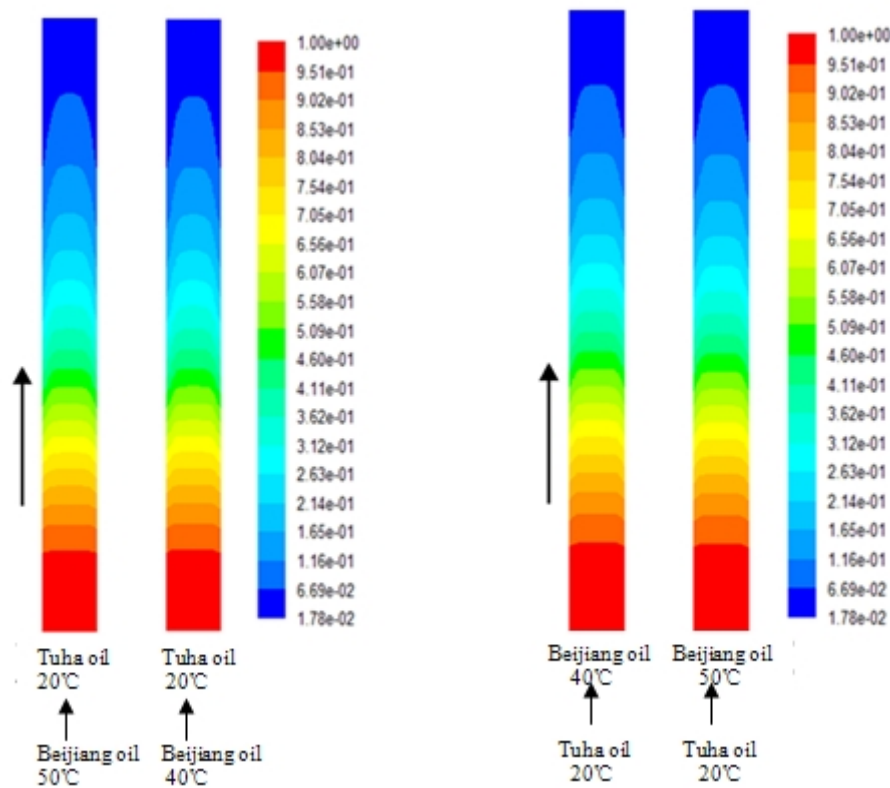 1.00e+00
9.51e-01
9.02e-01
8.53e-01
8.04e-01
7.54e-01
7.05e-01
6.56e-01
6.07e-01
5.58e-01
5.09e-01
4.60e-01
4.11e-01
3.62e-01
3.12e-01
2.63e-01
2.14e-01
1.65e-01
1.16e-01
6.69e-02
1.78e-02
Tuha oil
20℃
Beijiang oil
50℃
Tuha oil
20℃
Beijiang oil
40℃
1.00e+00
9.51e-01
9.02e-01
8.53e-01
8.04e-01
7.54e-01
7.05e-01
6.56e-01
6.07e-01
5.58e-01
5.09e-01
4.60e-01
4.11e-01
3.62e-01
3.12e-01
2.63e-01
2.14e-01
1.65e-01
1.16e-01
6.69e-02
1.78e-02
Beijiang oil
40℃
Tuha oil
20℃
Beijiang oil
50℃
Tuha oil
20℃